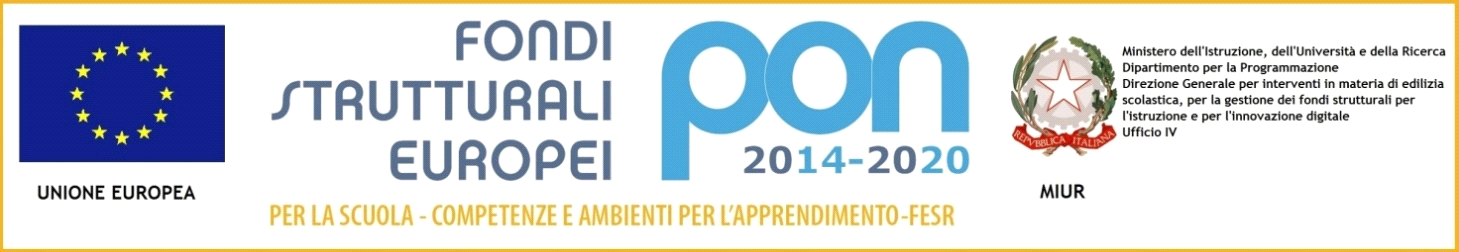 UNIONE EUROPEA
FONDI
STRUTTURALI
EUROPEI
pon
2014-2020
PER LA SCUOLA - COMPETENZE E AMBIENTI PER L'APPRENDIMENTO-FESR
REPVBBLICA ITALIANA
MIUR
Ministero dell'Istruzione, dell'Università e della Ricerca
Dipartimento per la Programmazione
Direzione Generale per interventi in materia di edilizia
scolastica, per la gestione dei fondi strutturali per
l'istruzione e per l'innovazione digitale
Ufficio IV